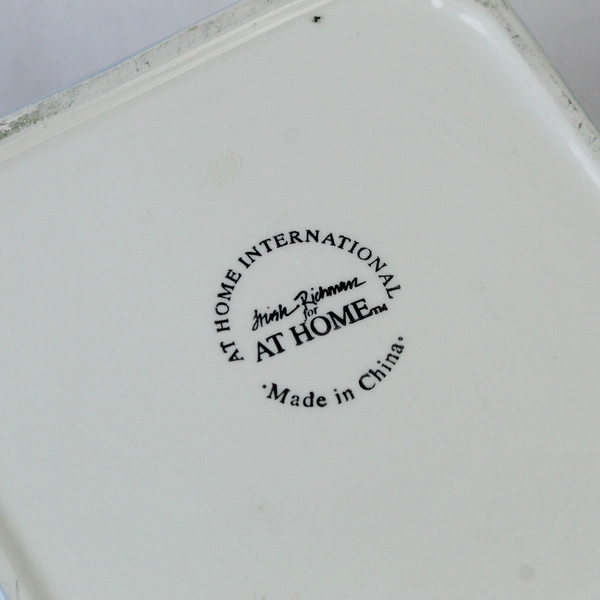 AT HOME INTERNATIONAL
Trish Richman
for
AT HOME™
·Made in China·